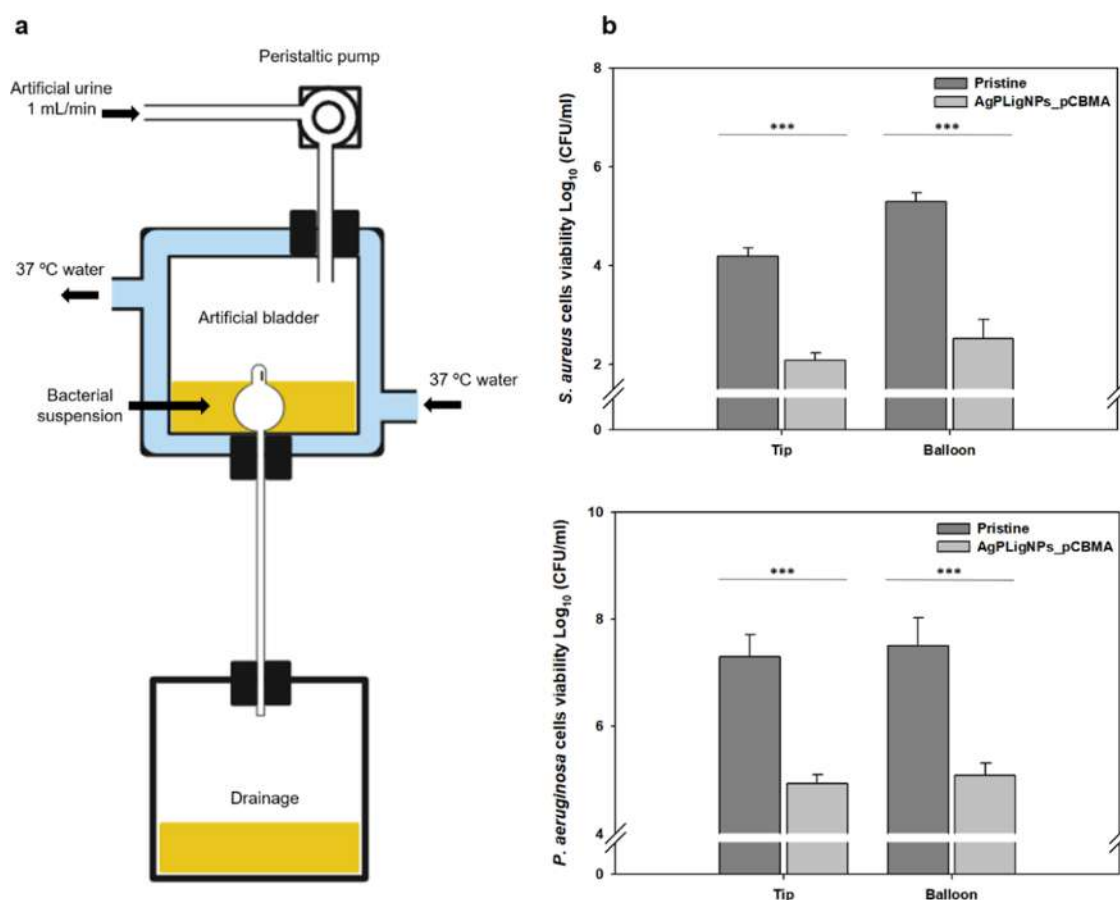 a
Peristaltic pump
Artificial urine
1 mL/min
37 ºC water
Artificial bladder
37 ºC water
Bacterial
suspension
Drainage
b
S. aureus cells viability Log10 (CFU/ml)
8
6
4
2
0
Pristine
AgPLigNPs_pCBMA
***
***
Tip
Balloon
P. aeruginosa cells viability Log10 (CFU/ml)
10
8
6
4
0
Pristine
AgPLigNPs_pCBMA
***
***
Tip
Balloon